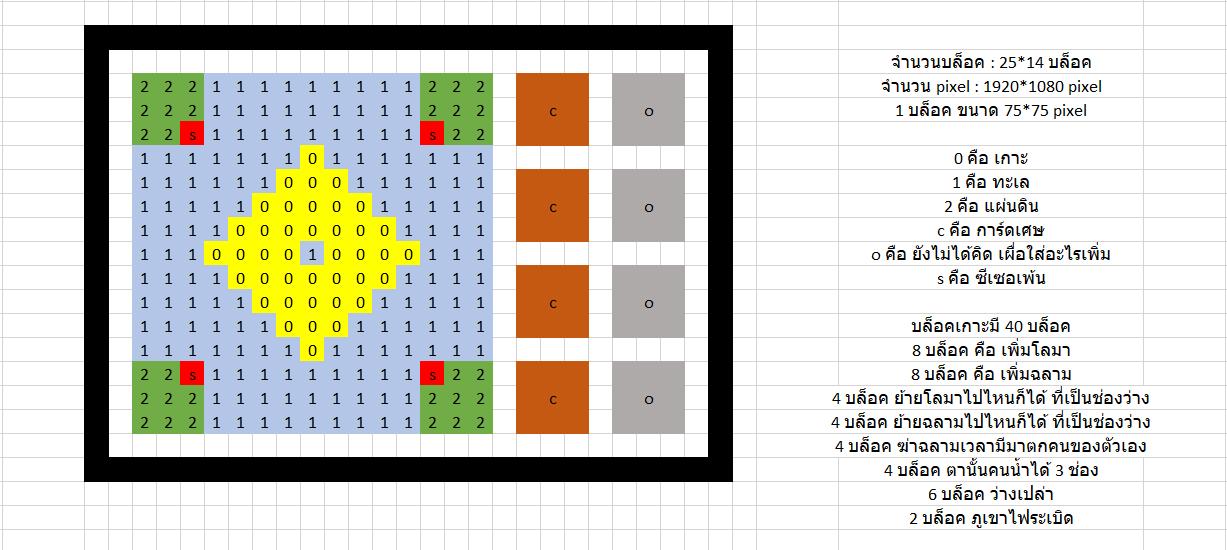 จำนวนบล็อค : 25*14 บล็อค
จำนวน pixel : 1920*1080 pixel
1 บล็อค ขนาด 75*75 pixel
2 2 2 1 1 1 1 1 1 1 1 1 2 2 2
2 2 2 1 1 1 1 1 1 1 1 1 2 2 2
c o
2 2 s 1 1 1 1 1 1 1 1 1 s 2 2
1 1 1 1 1 1 1 0 1 1 1 1 1 1 1
1 1 1 1 1 1 0 0 0 1 1 1 1 1 1
1 1 1 1 1 0 0 0 0 0 1 1 1 1 1
c o
1 1 1 1 0 0 0 0 0 0 0 1 1 1 1
1 1 1 0 0 0 0 1 0 0 0 0 1 1 1
1 1 1 1 0 0 0 0 0 0 0 1 1 1 1
1 1 1 1 1 0 0 0 0 0 1 1 1 1 1
c o
1 1 1 1 1 1 0 0 0 1 1 1 1 1 1
1 1 1 1 1 1 1 0 1 1 1 1 1 1 1
2 2 s 1 1 1 1 1 1 1 1 1 s 2 2
2 2 2 1 1 1 1 1 1 1 1 1 2 2 2
c o
2 2 2 1 1 1 1 1 1 1 1 1 2 2 2
0 คือ เกาะ
1 คือ ทะเล
2 คือ แผ่นดิน
c คือ การ์ดเศษ
o คือ ยังไม่ได้คิด เผื่อใส่อะไรเพิ่ม
s คือ ซีเซอเพ้น
บล็อคเกาะมี 40 บล็อค
8 บล็อค คือ เพิ่มโลมา
8 บล็อค คือ เพิ่มฉลาม
4 บล็อค ย้ายโลมาไปไหนก็ได้ ที่เป็นช่องว่าง
4 บล็อค ย้ายฉลามไปไหนก็ได้ ที่เป็นช่องว่าง
4 บล็อค ฆ่าฉลามเวลามีมาตกคนของตัวเอง
4 บล็อค ตานั้นคนน้ำได้ 3 ช่อง
6 บล็อค ว่างเปล่า
2 บล็อค ภูเขาไฟระเบิด